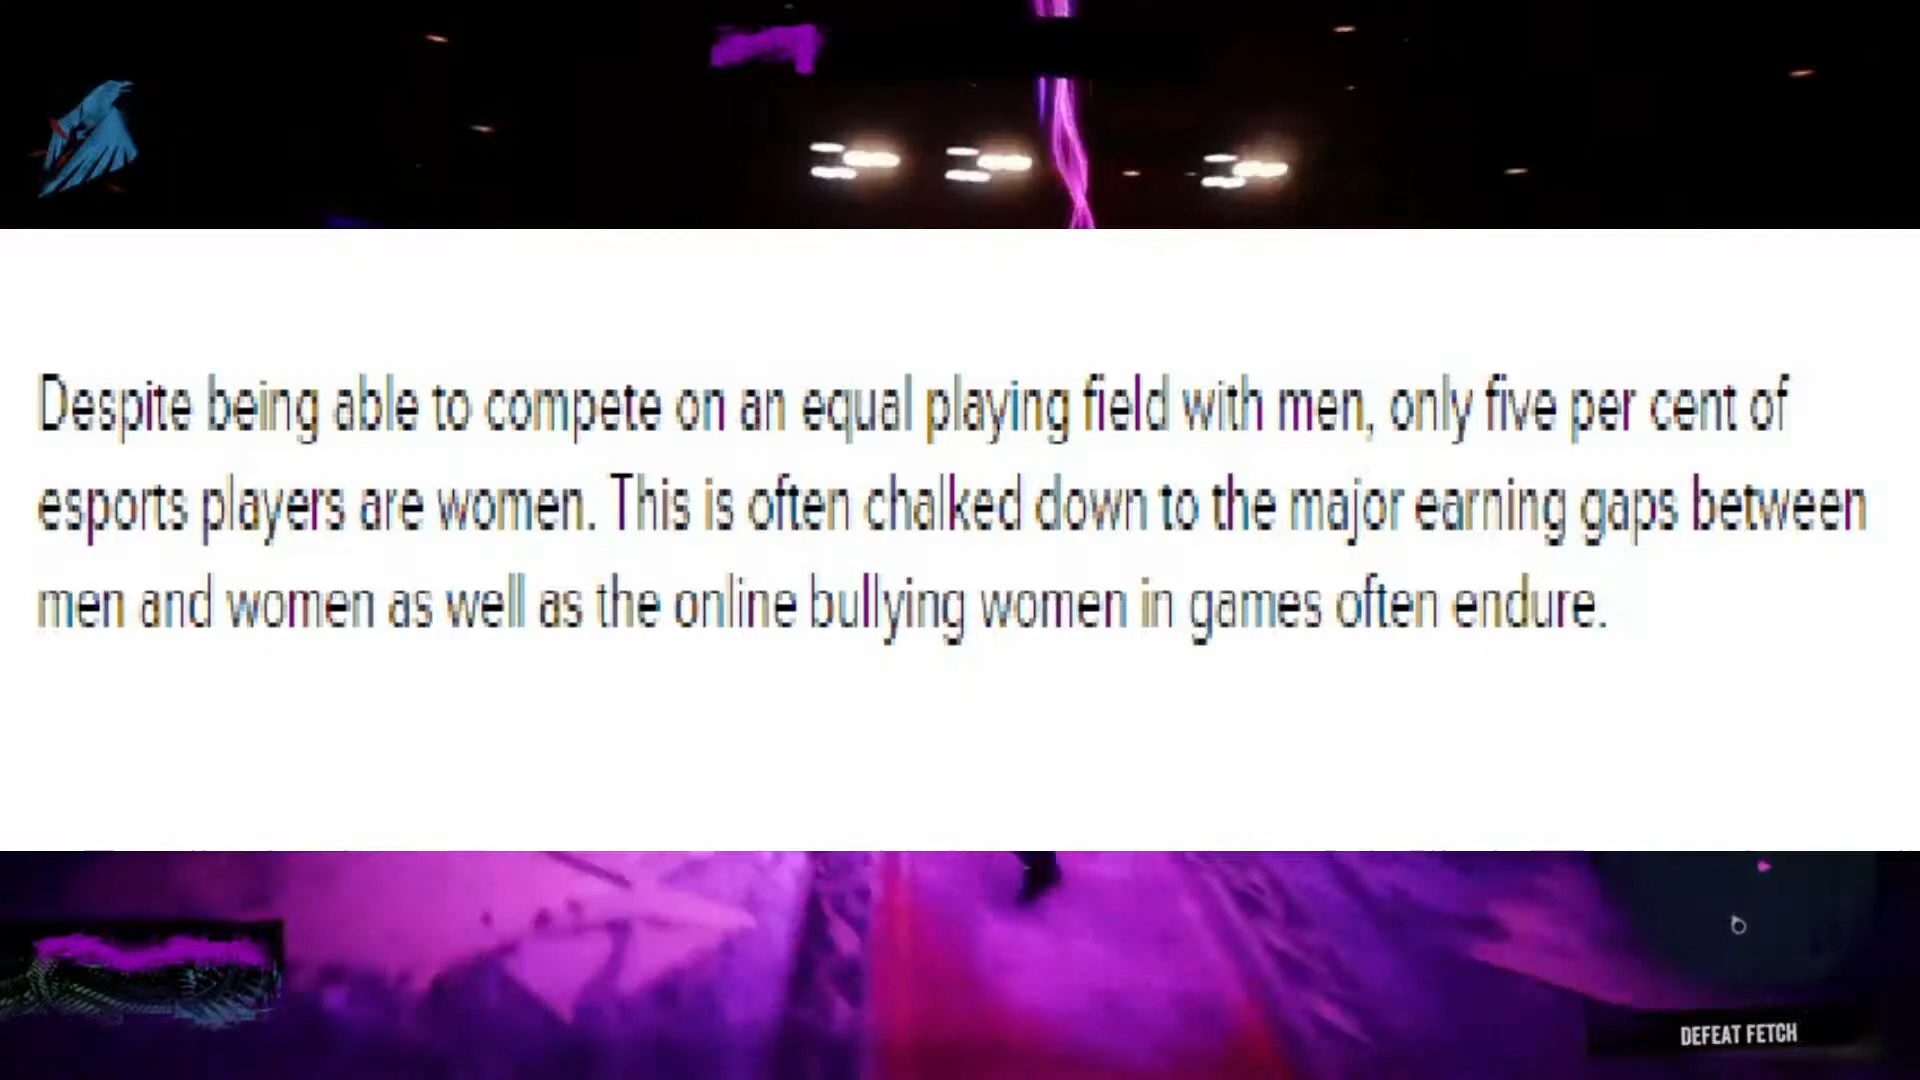 Despite being able to compete on an equal playing field with men, only five per cent of
esports players are women. This is often chalked down to the major earning gaps between
men and women as well as the online bullying women in games often endure.
DEFEAT FETCH